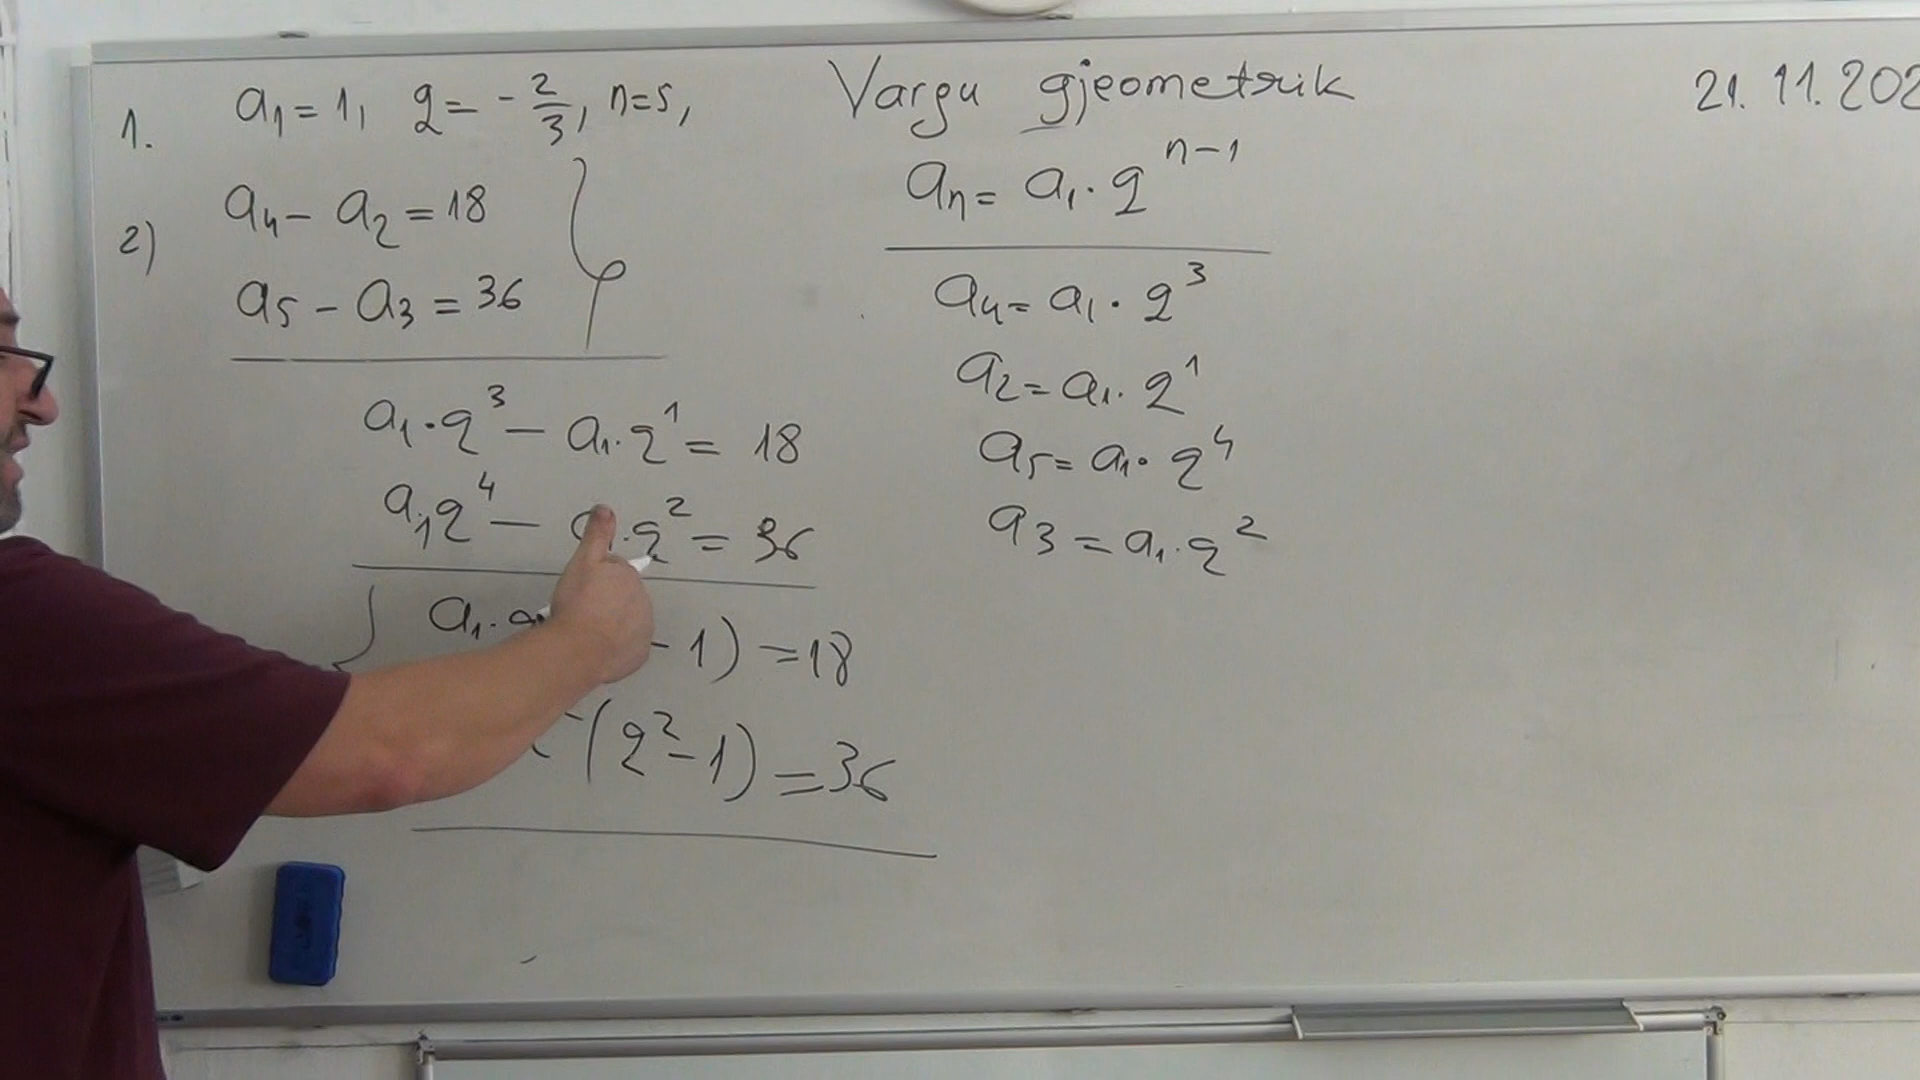 Vargu gjeometrik
21. 11. 202
1. a₁ = 1, q = - 2/3, n=5,
2) a₄ - a₂ = 18
a₅ - a₃ = 36
a₁ · q³ - a₁ · q¹ = 18
a₁q⁴ - a₁ · q² = 36
a₁ · - 1) = 18
(q² - 1) = 36
aₙ = a₁ · qⁿ⁻¹
a₄ = a₁ · q³
a₂ = a₁ · q¹
a₅ = a₁ · q⁴
a₃ = a₁ · q²